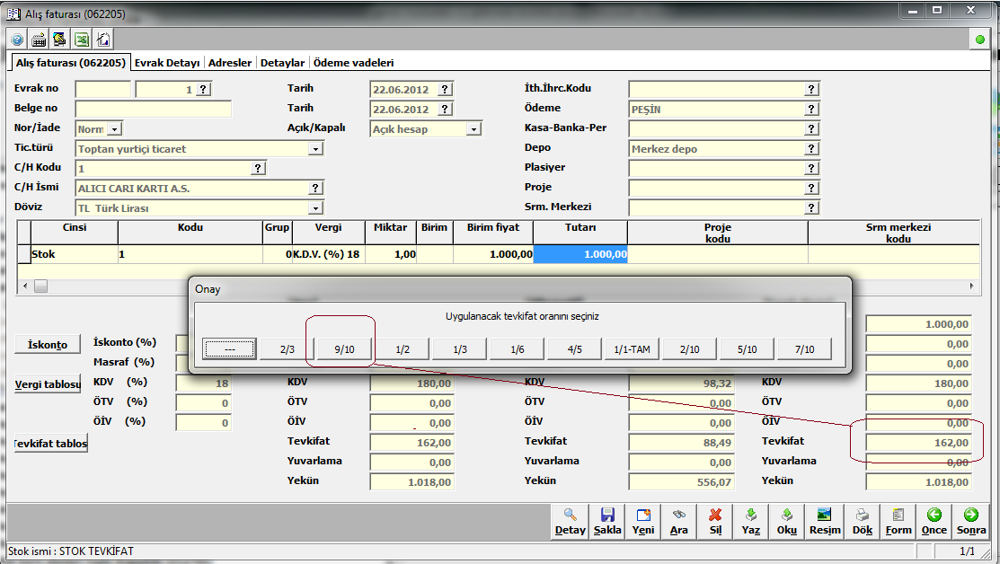 Alış faturası (062205)
Alış faturası (062205) Evrak Detayı Adresler Detaylar Ödeme vadeleri
Evrak no 1 ? Tarih 22.06.2012 ? İth.İhrc.Kodu ?
Belge no Tarih 22.06.2012 ? Ödeme PEŞİN ?
Nor/İade Norm Açık/Kapalı Açık hesap Kasa-Banka-Per ?
Tic.türü Toptan yurtiçi ticaret Depo Merkez depo ?
C/H Kodu 1 ? Plasiyer ?
C/H İsmi ALICI CARI KARTI A.S. ? Proje ?
Döviz TL Türk Lirası Srm. Merkezi ?
Cinsi Kodu Grup Vergi Miktar Birim Birim fiyat Tutarı Proje kodu Srm merkezi kodu
Stok 1 0 K.D.V. (%) 18 1,00 1.000,00 1.000,00
Onay
Uygulanacak tevkifat oranını seçiniz
--- 2/3 9/10 1/2 1/3 1/6 4/5 1/1-TAM 2/10 5/10 7/10
1.000,00
İskonto İskonto (%) 0,00
Masraf (%) 0,00
Vergi tablosu KDV (%) 18 KDV 180,00 KDV 98,32 KDV 180,00
ÖTV (%) 0 ÖTV 0,00 ÖTV 0,00 ÖTV 0,00
ÖİV (%) 0 ÖİV 0,00 ÖİV 0,00 ÖİV 0,00
Tevkifat tablos Tevkifat 162,00 Tevkifat 88,49 Tevkifat 162,00
Yuvarlama 0,00 Yuvarlama 0,00 Yuvarlama 0,00
Yekün 1.018,00 Yekün 556,07 Yekün 1.018,00
Detay Sakla Yeni Ara Sil Yaz Oku Resim Dök Form Once Sonra
Stok ismi : STOK TEVKİFAT 1/1